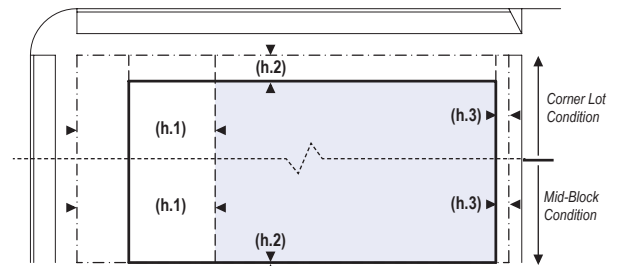 (h.2)
(h.1)
(h.3)
Corner Lot
Condition
(h.1)
(h.3)
Mid-Block
Condition
(h.2)